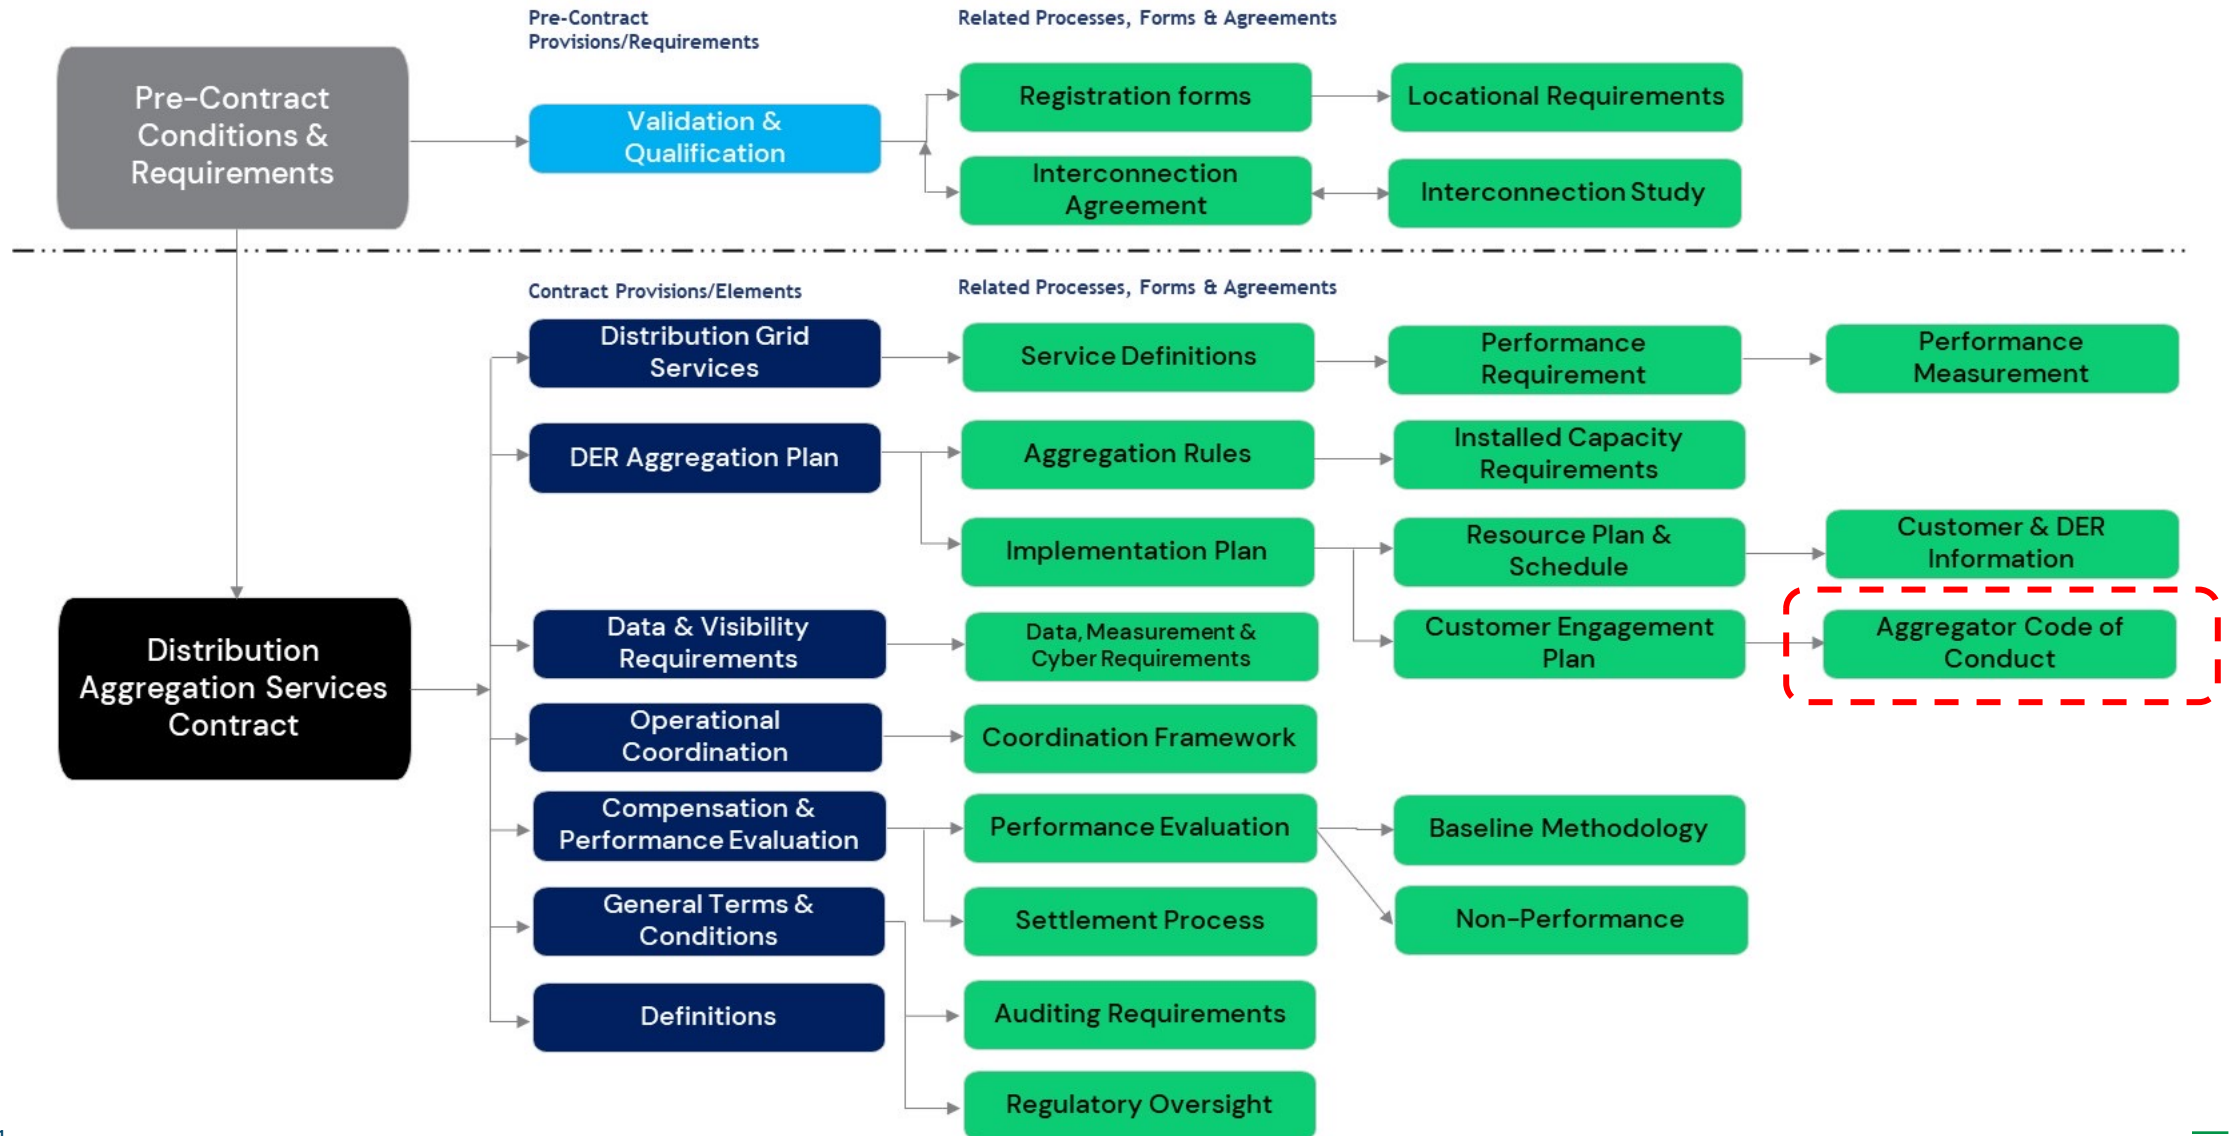 Pre-Contract
Provisions/Requirements
Related Processes, Forms & Agreements
Pre-Contract
Conditions &
Requirements
Validation &
Qualification
Registration forms
Locational Requirements
Interconnection
Agreement
Interconnection Study
Contract Provisions/Elements
Related Processes, Forms & Agreements
Distribution
Aggregation Services
Contract
Distribution Grid
Services
Service Definitions
Performance
Requirement
Performance
Measurement
DER Aggregation Plan
Aggregation Rules
Installed Capacity
Requirements
Implementation Plan
Resource Plan &
Schedule
Customer & DER
Information
Customer Engagement
Plan
Aggregator Code of
Conduct
Data & Visibility
Requirements
Data, Measurement &
Cyber Requirements
Operational
Coordination
Coordination Framework
Compensation &
Performance Evaluation
Performance Evaluation
Baseline Methodology
Non-Performance
Settlement Process
General Terms &
Conditions
Auditing Requirements
Regulatory Oversight
Definitions